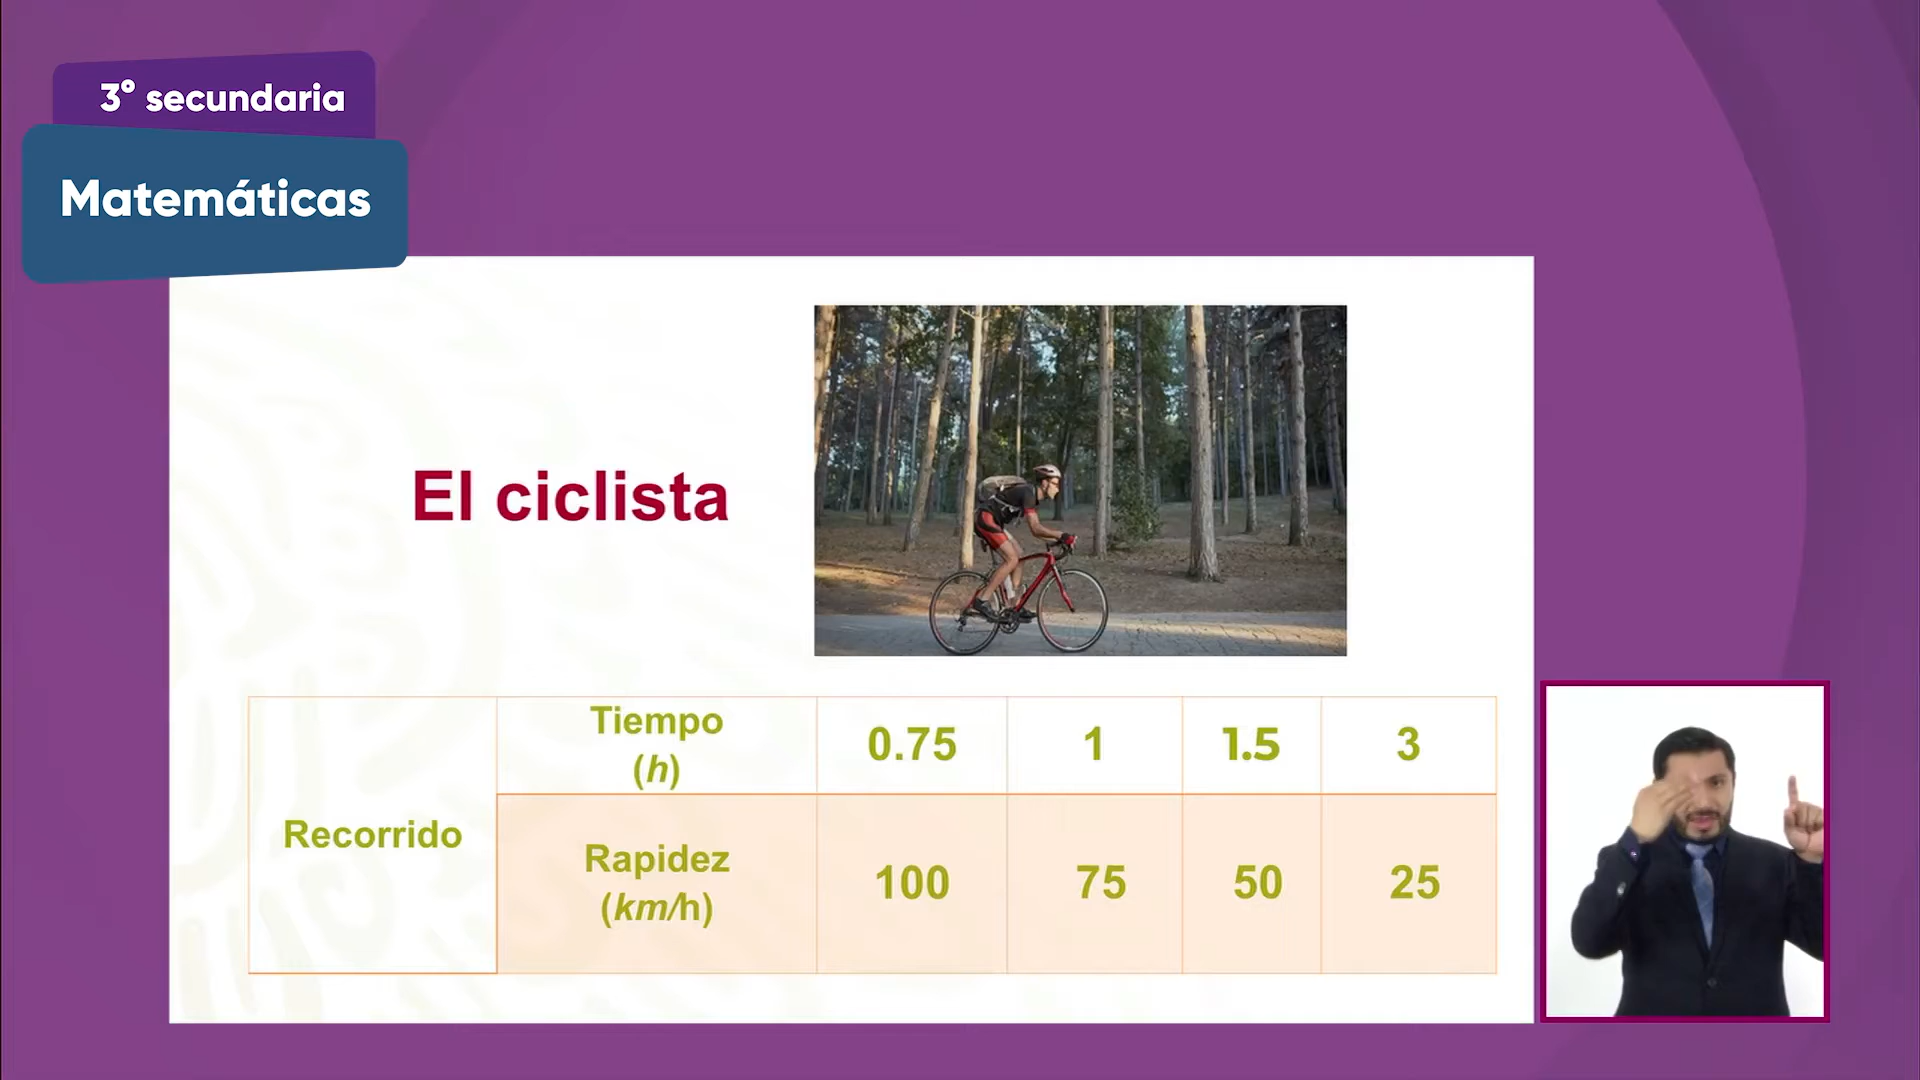 3° secundaria
Matemáticas
El ciclista
Recorrido
Tiempo
(h)
0.75
1
1.5
3
Rapidez
(km/h)
100
75
50
25